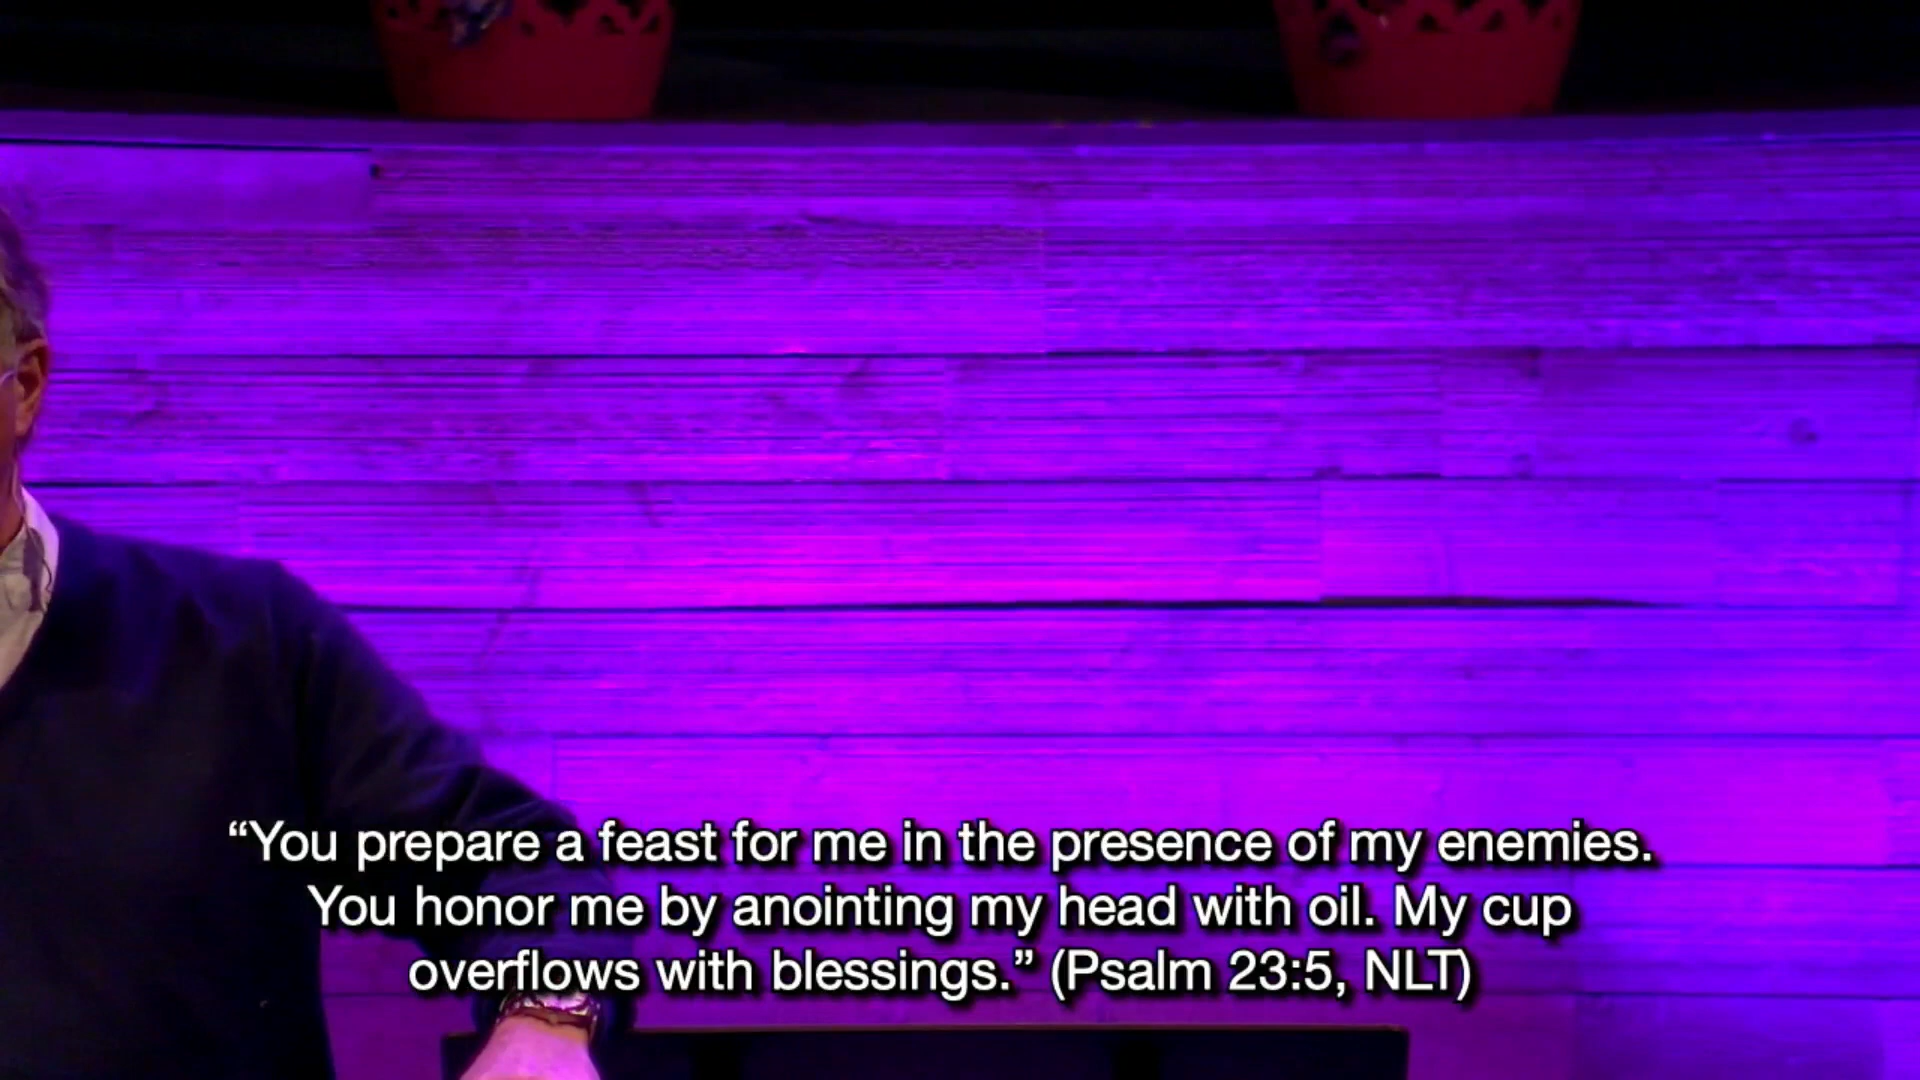 “You prepare a feast for me in the presence of my enemies.
You honor me by anointing my head with oil. My cup
overflows with blessings.” (Psalm 23:5, NLT)